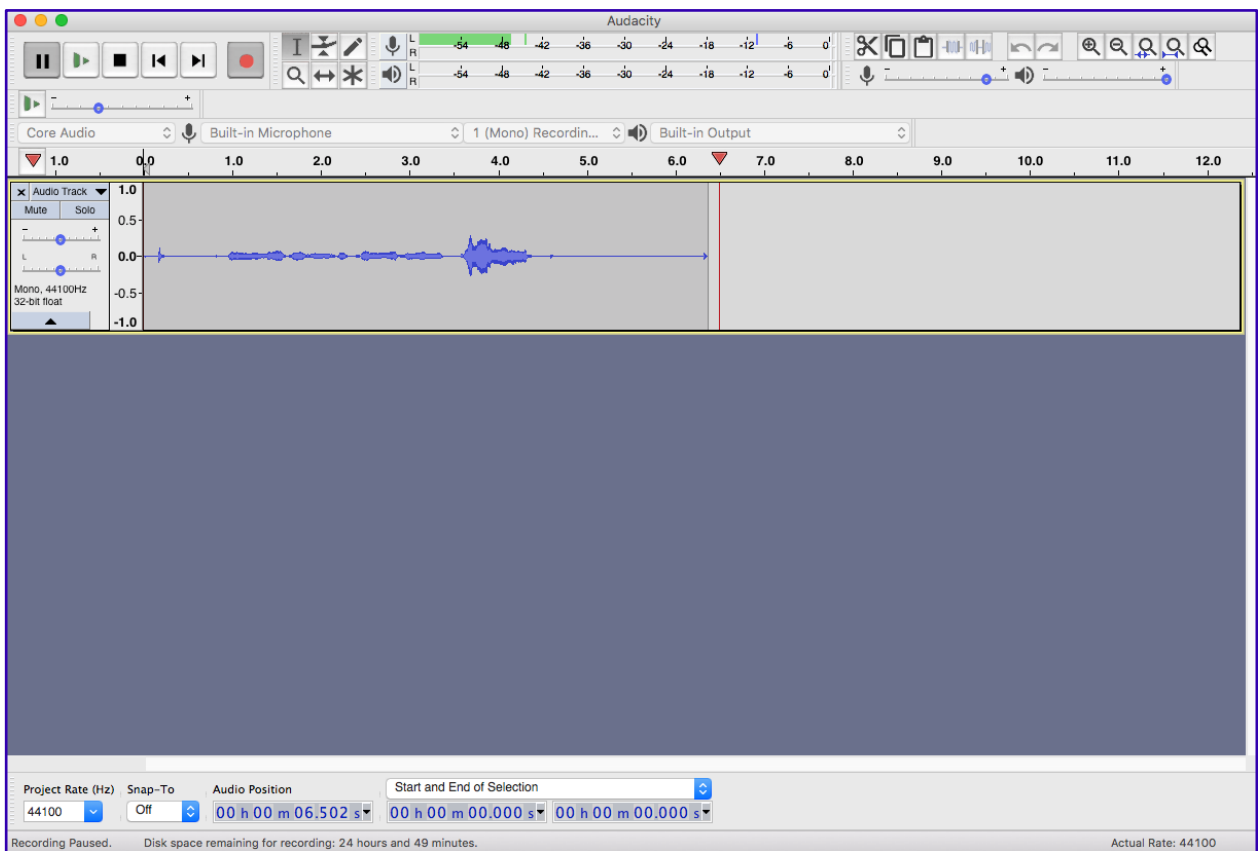 Audacity
L
R
-54 -48 -42 -36 -30 -24 -18 -12 -6 0
L
R
-54 -48 -42 -36 -30 -24 -18 -12 -6 0
- +
- +
- +
Core Audio Built-in Microphone 1 (Mono) Recordin... Built-in Output
1.0 0.0 1.0 2.0 3.0 4.0 5.0 6.0 7.0 8.0 9.0 10.0 11.0 12.0
x Audio Track
Mute Solo
- +
L R
Mono, 44100Hz
32-bit float
1.0
0.5
0.0
-0.5
-1.0
Project Rate (Hz) Snap-To Audio Position Start and End of Selection
44100 Off 00 h 00 m 06.502 s 00 h 00 m 00.000 s 00 h 00 m 00.000 s
Recording Paused. Disk space remaining for recording: 24 hours and 49 minutes. Actual Rate: 44100